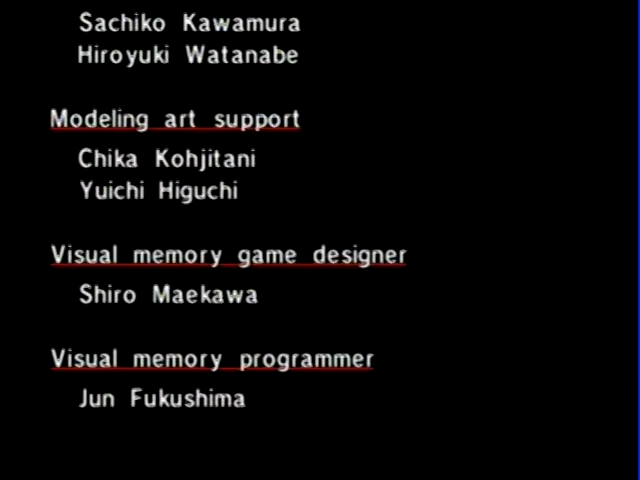 Sachiko Kawamura
Hiroyuki Watanabe
Modeling art support
Chika Kohjitani
Yuichi Higuchi
Visual memory game designer
Shiro Maekawa
Visual memory programmer
Jun Fukushima